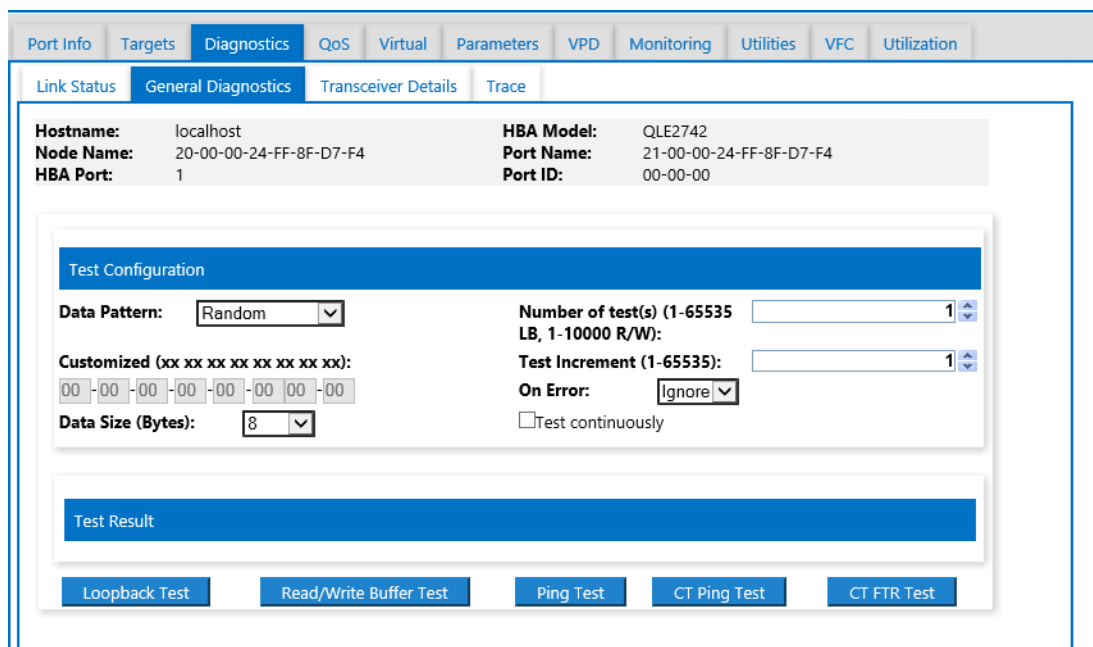 Port Info Targets Diagnostics QoS Virtual Parameters VPD Monitoring Utilities VFC Utilization
Link Status General Diagnostics Transceiver Details Trace
Hostname: localhost HBA Model: QLE2742
Node Name: 20-00-00-24-FF-8F-D7-F4 Port Name: 21-00-00-24-FF-8F-D7-F4
HBA Port: 1 Port ID: 00-00-00
Test Configuration
Data Pattern: Random Number of test(s) (1-65535 1
LB, 1-10000 R/W):
Customized (xx xx xx xx xx xx xx xx): Test Increment (1-65535): 1
00 -00 -00 -00 -00 -00 00 -00 On Error: Ignore
Data Size (Bytes): 8 Test continuously
Test Result
Loopback Test Read/Write Buffer Test Ping Test CT Ping Test CT FTR Test